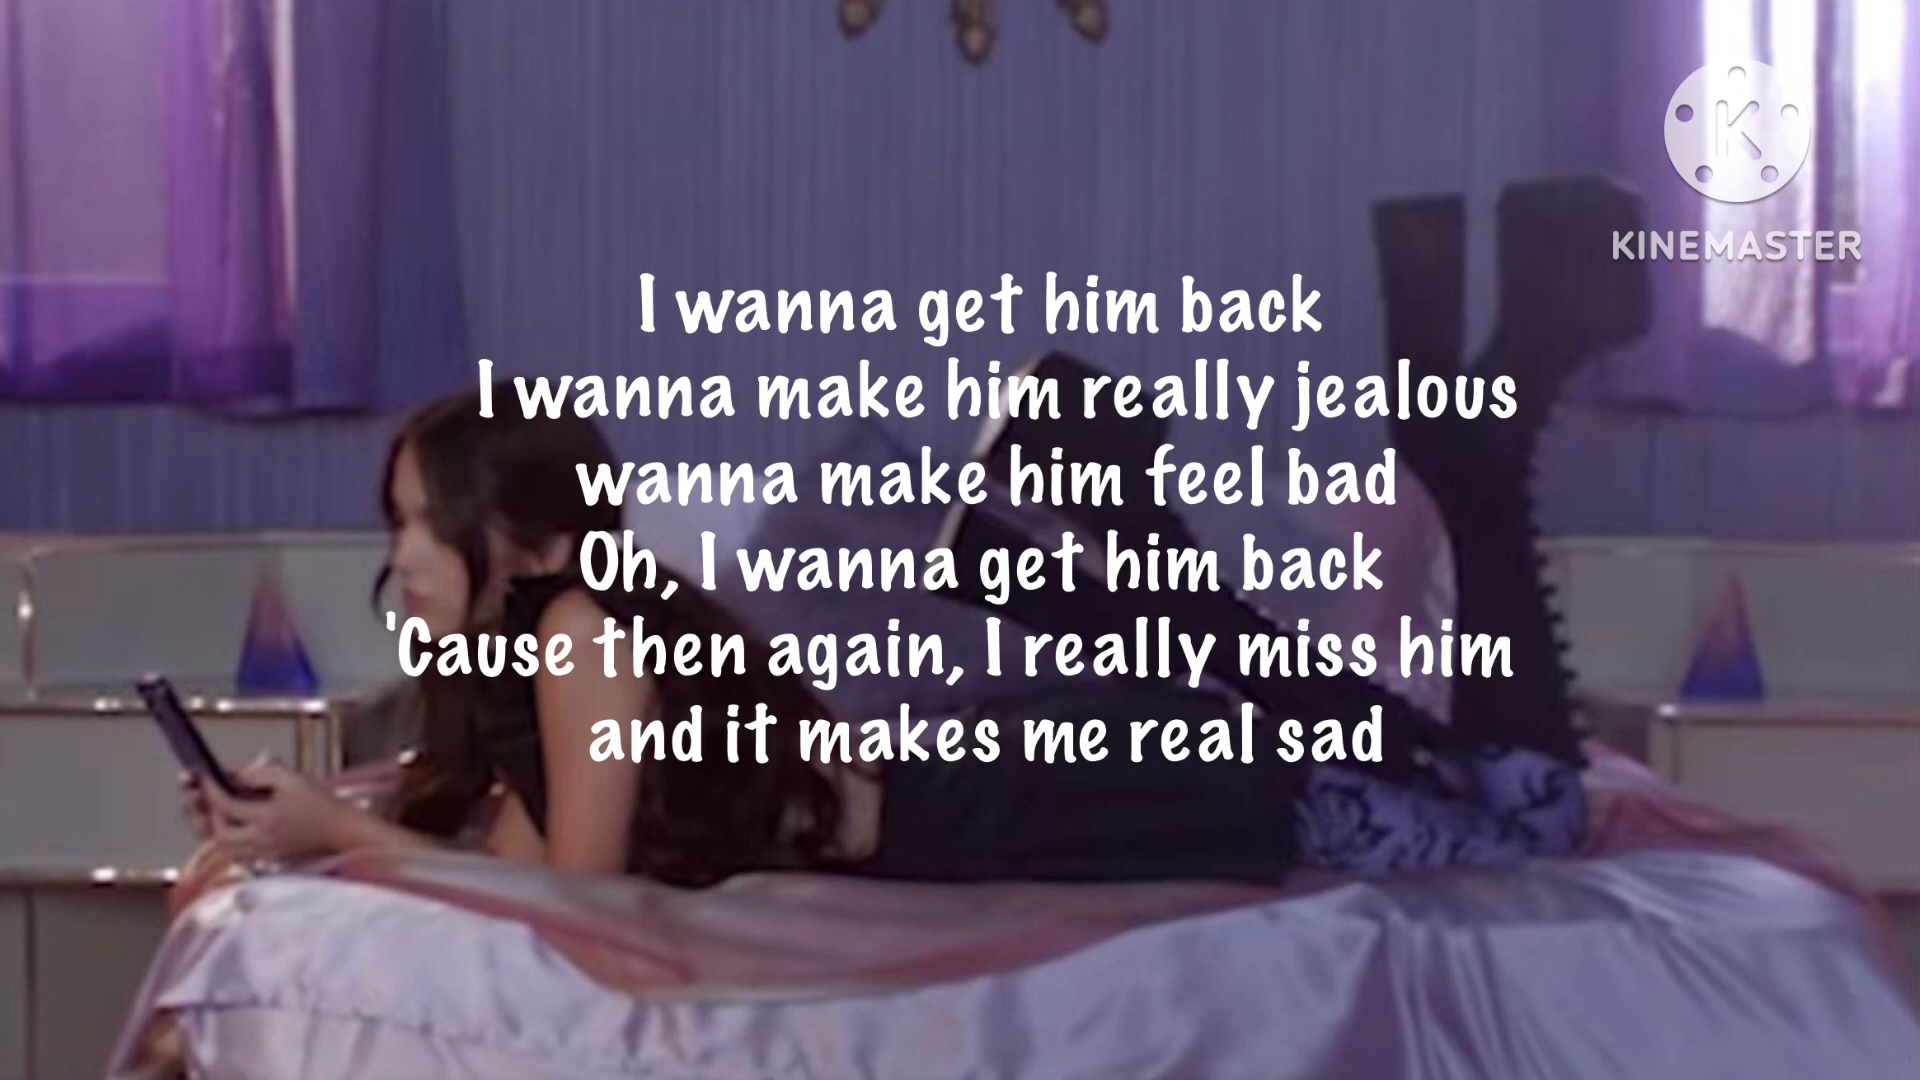 K
KINEMASTER
I wanna get him back
I wanna make him really jealous
wanna make him feel bad
Oh, I wanna get him back
'Cause then again, I really miss him
and it makes me real sad